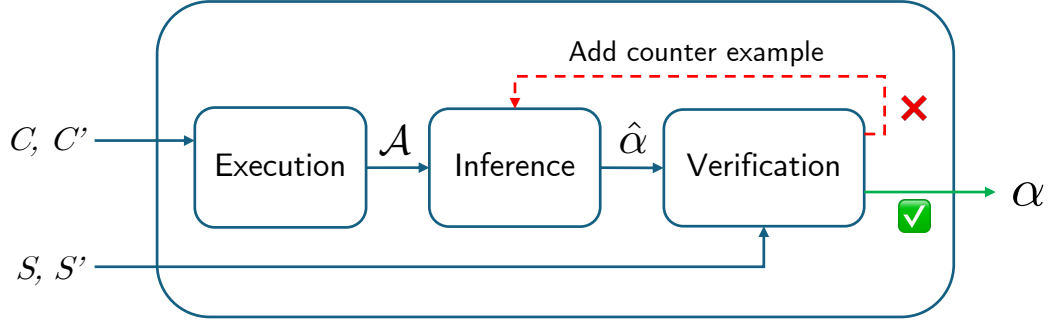 Add counter example
C, C’
Execution
𝒜
Inference
α̂
Verification
α
S, S’